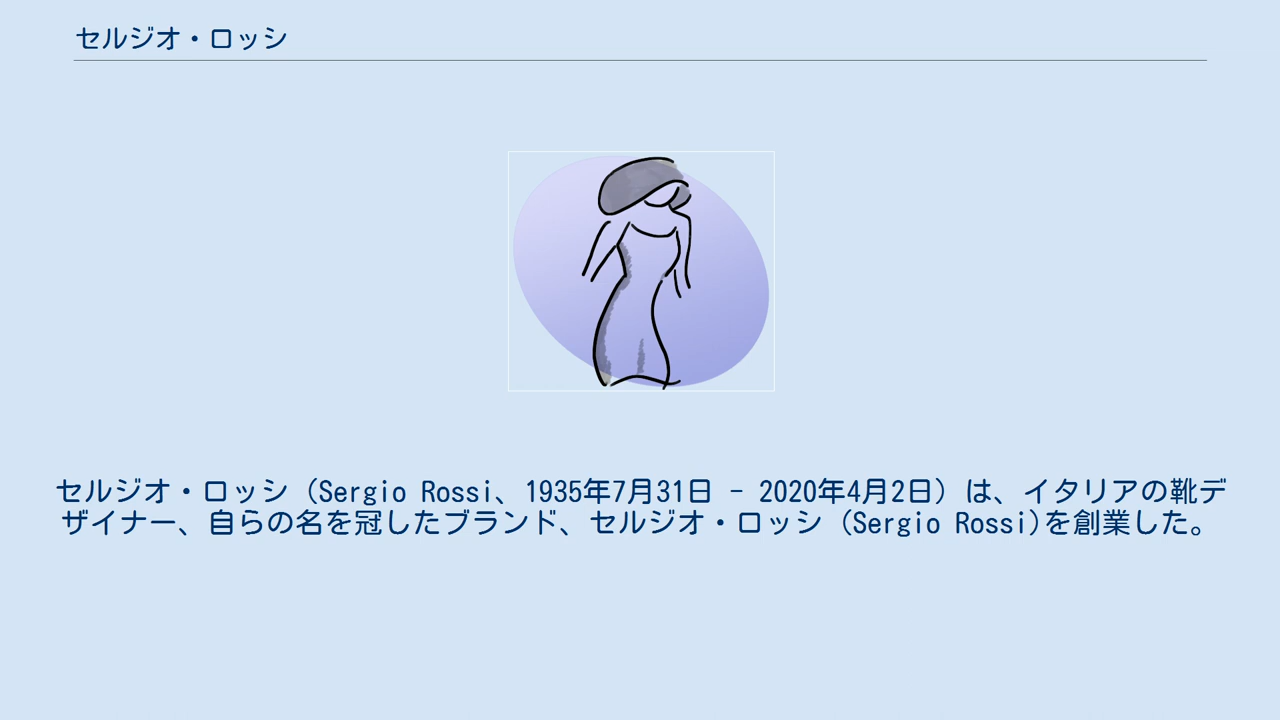 セルジオ・ロッシ
セルジオ・ロッシ（Sergio Rossi、1935年7月31日 - 2020年4月2日）は、イタリアの靴デ
ザイナー、自らの名を冠したブランド、セルジオ・ロッシ（Sergio Rossi)を創業した。